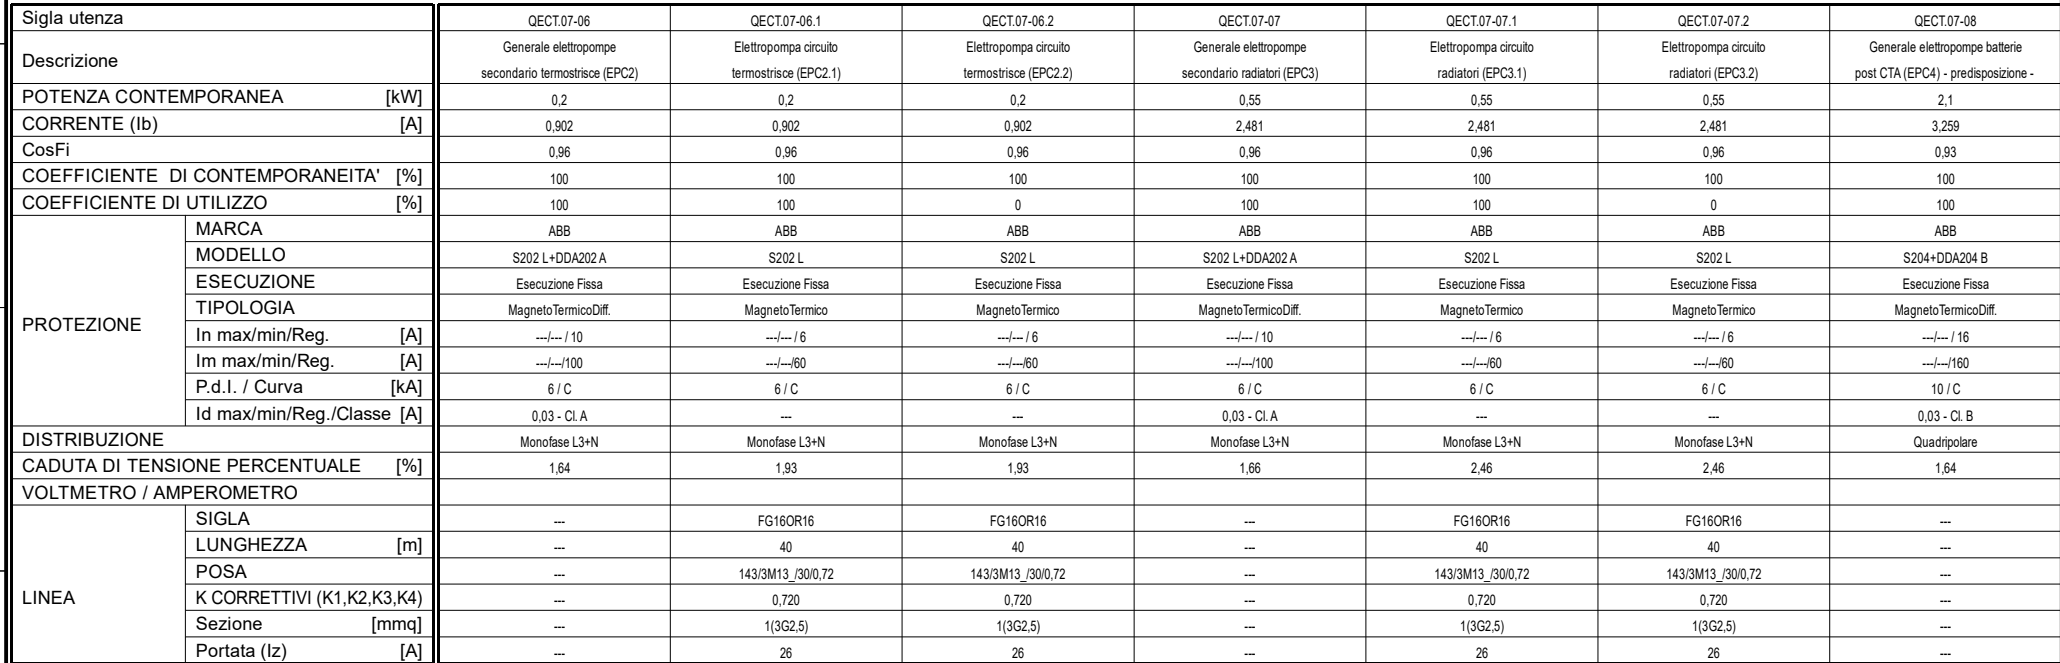 Sigla utenza QECT.07-06 QECT.07-06.1 QECT.07-06.2 QECT.07-07 QECT.07-07.1 QECT.07-07.2 QECT.07-08
Descrizione Generale elettropompe secondario termostrisce (EPC2) Elettropompa circuito termostrisce (EPC2.1) Elettropompa circuito termostrisce (EPC2.2) Generale elettropompe secondario radiatori (EPC3) Elettropompa circuito radiatori (EPC3.1) Elettropompa circuito radiatori (EPC3.2) Generale elettropompe batterie post CTA (EPC4) - predisposizione -
POTENZA CONTEMPORANEA [kW] 0,2 0,2 0,2 0,55 0,55 0,55 2,1
CORRENTE (Ib) [A] 0,902 0,902 0,902 2,481 2,481 2,481 3,259
CosFi 0,96 0,96 0,96 0,96 0,96 0,96 0,93
COEFFICIENTE DI CONTEMPORANEITA' [%] 100 100 100 100 100 100 100
COEFFICIENTE DI UTILIZZO [%] 100 100 0 100 100 0 100
PROTEZIONE
MARCA ABB ABB ABB ABB ABB ABB ABB
MODELLO S202 L+DDA202 A S202 L S202 L S202 L+DDA202 A S202 L S202 L S204+DDA204 B
ESECUZIONE Esecuzione Fissa Esecuzione Fissa Esecuzione Fissa Esecuzione Fissa Esecuzione Fissa Esecuzione Fissa Esecuzione Fissa
TIPOLOGIA MagnetoTermicoDiff. MagnetoTermico MagnetoTermico MagnetoTermicoDiff. MagnetoTermico MagnetoTermico MagnetoTermicoDiff.
In max/min/Reg. [A] ---/--- / 10 ---/--- / 6 ---/--- / 6 ---/--- / 10 ---/--- / 6 ---/--- / 6 ---/--- / 16
Im max/min/Reg. [A] ---/---/100 ---/---/60 ---/---/60 ---/---/100 ---/---/60 ---/---/60 ---/---/160
P.d.I. / Curva [kA] 6 / C 6 / C 6 / C 6 / C 6 / C 6 / C 10 / C
Id max/min/Reg./Classe [A] 0,03 - Cl. A --- --- 0,03 - Cl. A --- --- 0,03 - Cl. B
DISTRIBUZIONE Monofase L3+N Monofase L3+N Monofase L3+N Monofase L3+N Monofase L3+N Monofase L3+N Quadripolare
CADUTA DI TENSIONE PERCENTUALE [%] 1,64 1,93 1,93 1,66 2,46 2,46 1,64
VOLTMETRO / AMPEROMETRO
LINEA
SIGLA --- FG16OR16 FG16OR16 --- FG16OR16 FG16OR16 ---
LUNGHEZZA [m] --- 40 40 --- 40 40 ---
POSA --- 143/3M13_/30/0,72 143/3M13_/30/0,72 --- 143/3M13_/30/0,72 143/3M13_/30/0,72 ---
K CORRETTIVI (K1,K2,K3,K4) --- 0,720 0,720 --- 0,720 0,720 ---
Sezione [mmq] --- 1(3G2,5) 1(3G2,5) --- 1(3G2,5) 1(3G2,5) ---
Portata (Iz) [A] --- 26 26 --- 26 26 ---